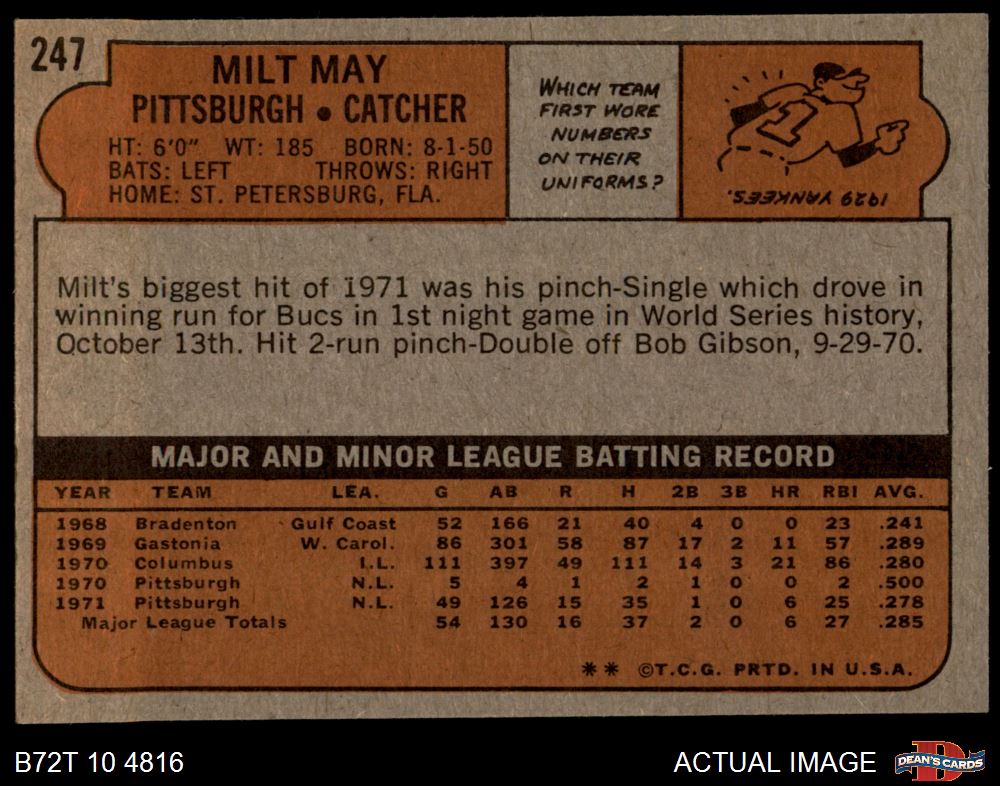 247
MILT MAY
PITTSBURGH • CATCHER
HT: 6'0" WT: 185 BORN: 8-1-50
BATS: LEFT THROWS: RIGHT
HOME: ST. PETERSBURG, FLA.
WHICH TEAM
FIRST WORE
NUMBERS
ON THEIR
UNIFORMS?
1
1929 YANKEES.
Milt's biggest hit of 1971 was his pinch-Single which drove in
winning run for Bucs in 1st night game in World Series history,
October 13th. Hit 2-run pinch-Double off Bob Gibson, 9-29-70.
MAJOR AND MINOR LEAGUE BATTING RECORD
YEAR TEAM LEA. G AB R H 2B 3B HR RBI AVG.
1968 Bradenton Gulf Coast 52 166 21 40 4 0 0 23 .241
1969 Gastonia W. Carol. 86 301 58 87 17 2 11 57 .289
1970 Columbus I.L. 111 397 49 111 14 3 21 86 .280
1970 Pittsburgh N.L. 5 4 1 2 1 0 0 2 .500
1971 Pittsburgh N.L. 49 126 15 35 1 0 6 25 .278
Major League Totals 54 130 16 37 2 0 6 27 .285
** ©T.C.G. PRTD. IN U.S.A.
B72T 10 4816
ACTUAL IMAGE
D
DEAN'S CARDS